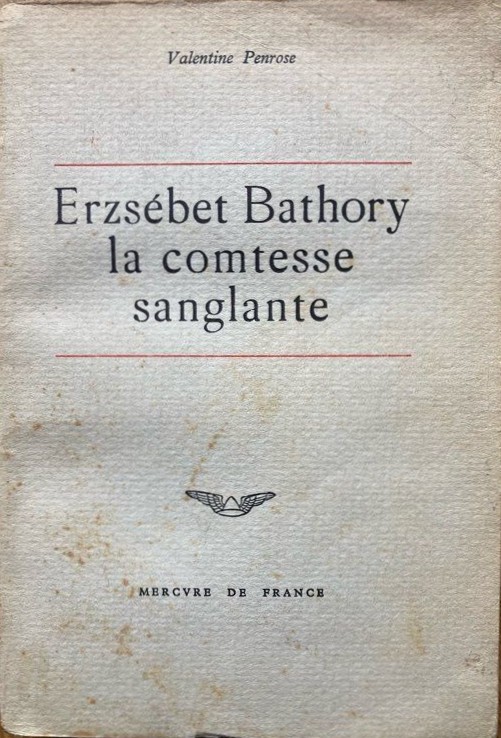 Valentine Penrose
Erzsébet Bathory
la comtesse
sanglante
MERCVRE DE FRANCE